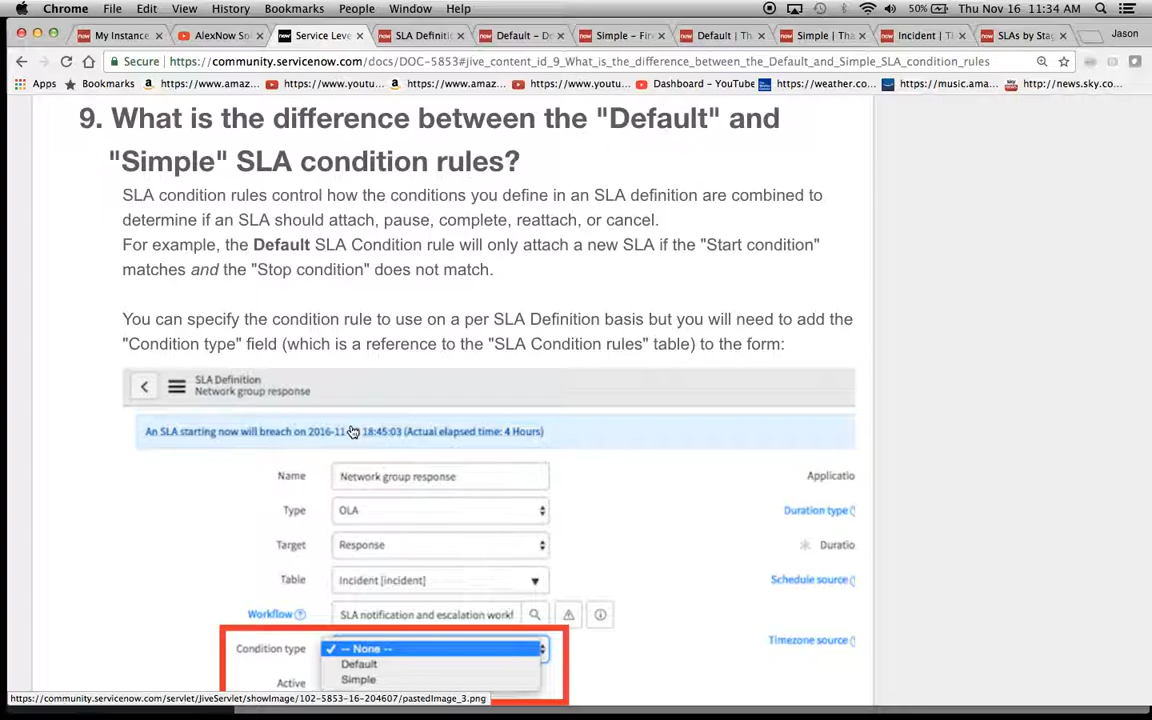 Chrome File Edit View History Bookmarks People Window Help 50% Thu Nov 16 11:34 AM
My Instance AlexNow So Service Leve SLA Definiti Default – De Simple – Fir Default | Th Simple | Tha Incident | Ti SLAs by Stag Jason
Secure https://community.servicenow.com/docs/DOC-5853#jive_content_id_9_What_is_the_difference_between_the_Default_and_Simple_SLA_condition_rules
Apps Bookmarks https://www.amaz... https://www.youtu... https://www.amaz... https://www.youtu... Dashboard - YouTube https://weather.co... https://music.ama... http://news.sky.co...
9. What is the difference between the "Default" and
"Simple" SLA condition rules?
SLA condition rules control how the conditions you define in an SLA definition are combined to
determine if an SLA should attach, pause, complete, reattach, or cancel.
For example, the Default SLA Condition rule will only attach a new SLA if the "Start condition"
matches and the "Stop condition" does not match.
You can specify the condition rule to use on a per SLA Definition basis but you will need to add the
"Condition type" field (which is a reference to the "SLA Condition rules" table) to the form:
SLA Definition
Network group response
An SLA starting now will breach on 2016-11 18:45:03 (Actual elapsed time: 4 Hours)
Name Network group response Applicatio
Type OLA Duration type
Target Response Duratio
Table Incident [incident] Schedule source
Workflow SLA notification and escalation workf
Condition type -- None -- Timezone source
Default
Simple
Active
https://community.servicenow.com/servlet/JiveServlet/showImage/102-5853-16-204607/pastedImage_3.png